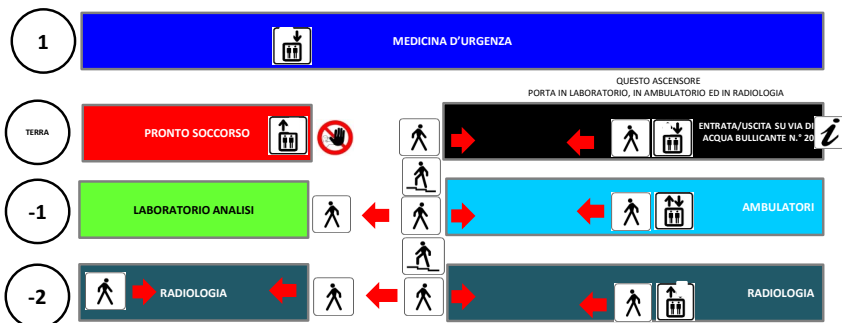 1
MEDICINA D'URGENZA
QUESTO ASCENSORE
PORTA IN LABORATORIO, IN AMBULATORIO ED IN RADIOLOGIA
TERRA
PRONTO SOCCORSO
ENTRATA/USCITA SU VIA DI
ACQUA BULLICANTE N.° 20
i
-1
LABORATORIO ANALISI
AMBULATORI
-2
RADIOLOGIA
RADIOLOGIA